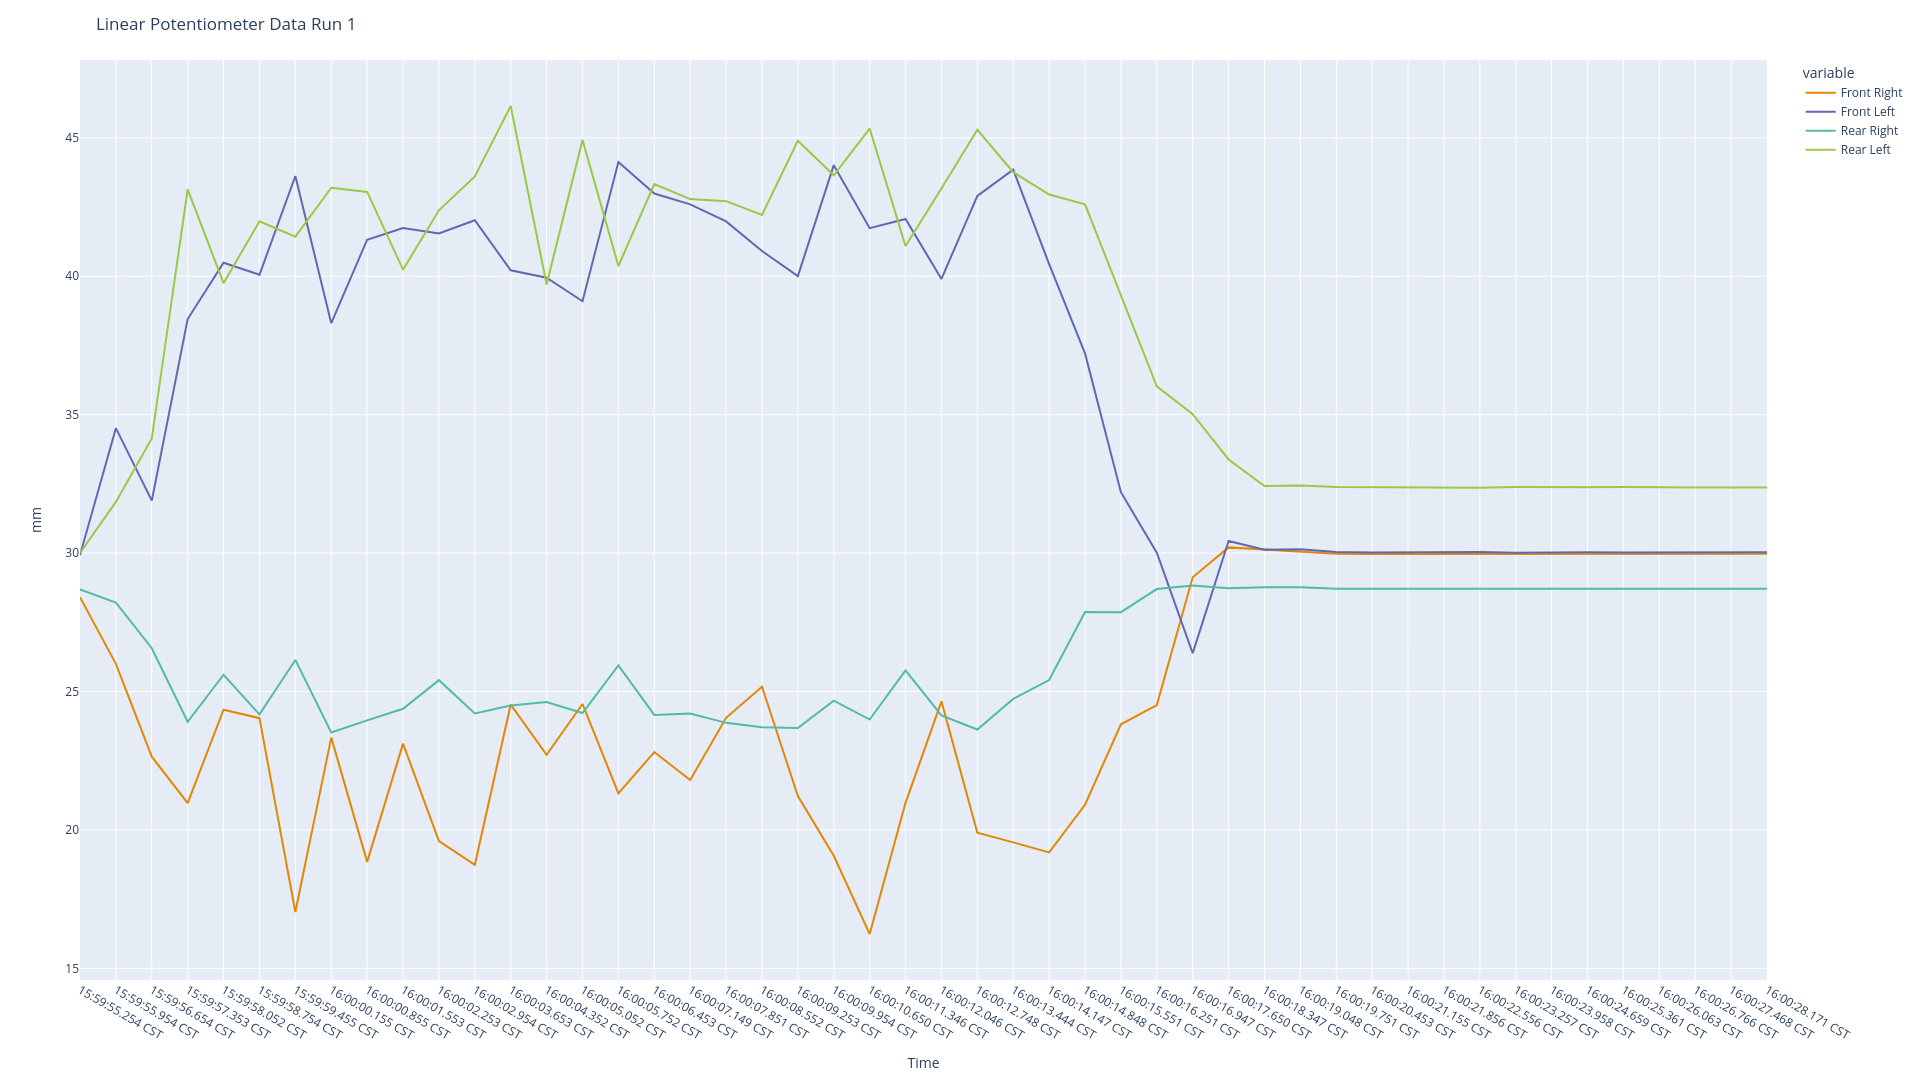 Linear Potentiometer Data Run 1
variable
Front Right
Front Left
Rear Right
Rear Left
mm
45
40
35
30
25
20
15
15:59:55.254 CST
15:59:55.954 CST
15:59:56.654 CST
15:59:57.353 CST
15:59:58.052 CST
15:59:58.754 CST
15:59:59.455 CST
16:00:00.155 CST
16:00:00.855 CST
16:00:01.553 CST
16:00:02.253 CST
16:00:02.954 CST
16:00:03.653 CST
16:00:04.352 CST
16:00:05.052 CST
16:00:05.752 CST
16:00:06.453 CST
16:00:07.149 CST
16:00:07.851 CST
16:00:08.552 CST
16:00:09.253 CST
16:00:09.954 CST
16:00:10.650 CST
16:00:11.346 CST
16:00:12.046 CST
16:00:12.748 CST
16:00:13.444 CST
16:00:14.147 CST
16:00:14.848 CST
16:00:15.551 CST
16:00:16.251 CST
16:00:16.947 CST
16:00:17.650 CST
16:00:18.347 CST
16:00:19.048 CST
16:00:19.751 CST
16:00:20.453 CST
16:00:21.155 CST
16:00:21.856 CST
16:00:22.556 CST
16:00:23.257 CST
16:00:23.958 CST
16:00:24.659 CST
16:00:25.361 CST
16:00:26.063 CST
16:00:26.766 CST
16:00:27.468 CST
16:00:28.171 CST
Time